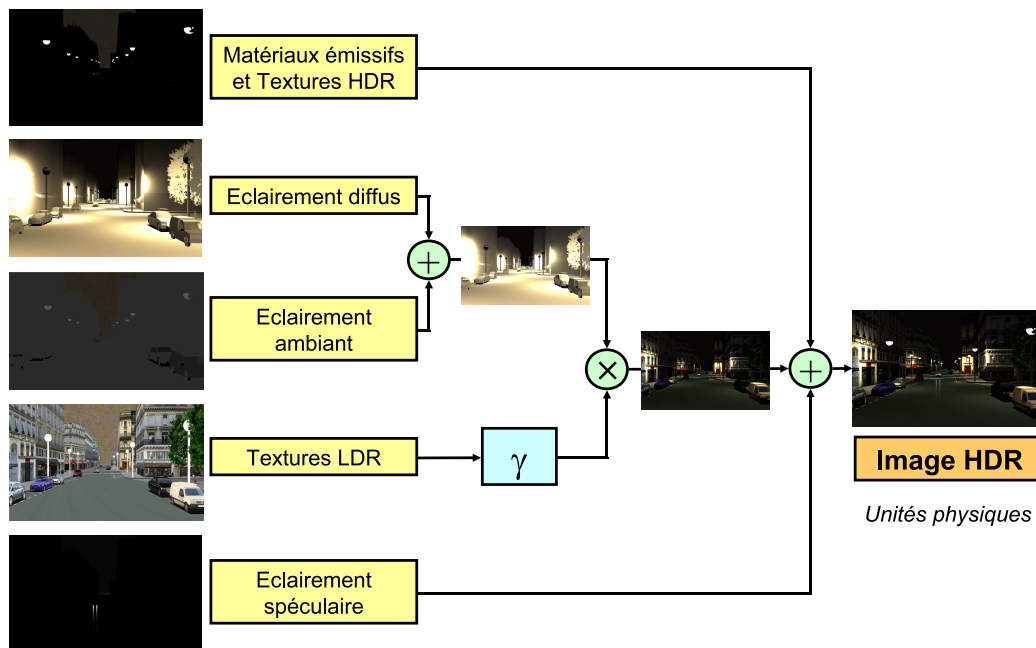 Matériaux émissifs
et Textures HDR
Eclairement diffus
+
Eclairement
ambiant
×
+
Textures LDR
γ
Image HDR
Unités physiques
Eclairement
spéculaire